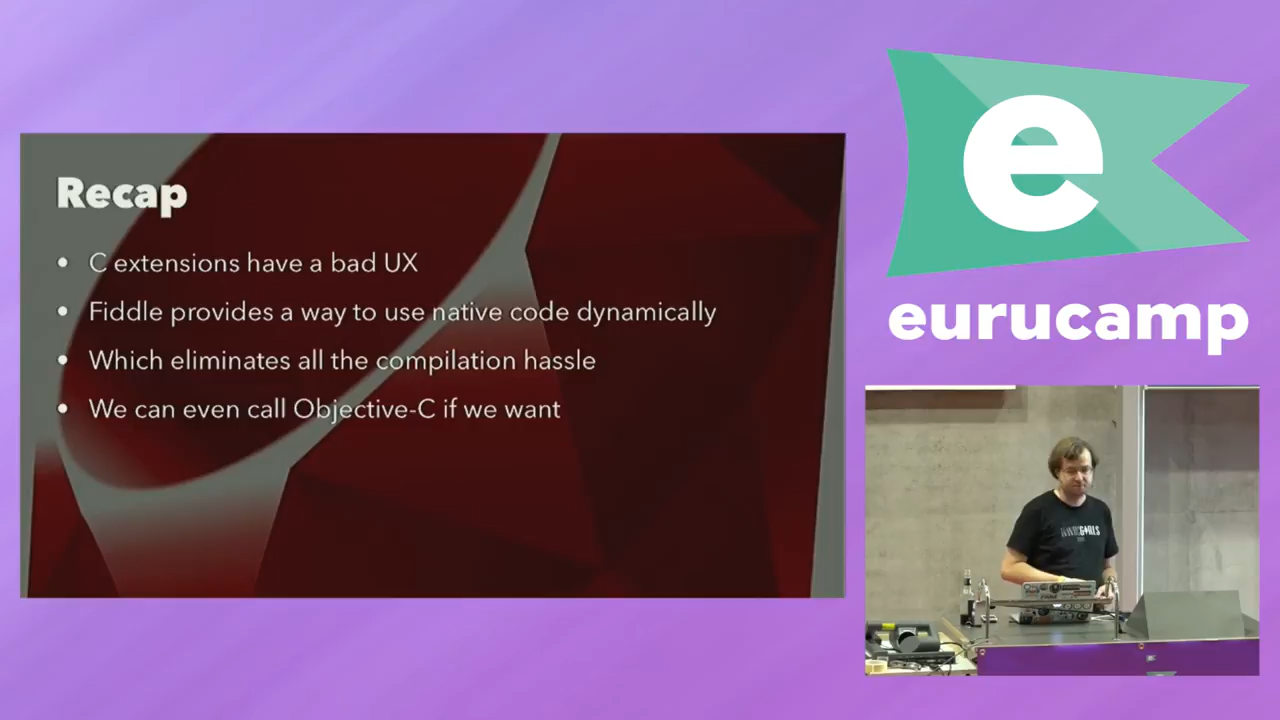 Recap
• C extensions have a bad UX
• Fiddle provides a way to use native code dynamically
• Which eliminates all the compilation hassle
• We can even call Objective-C if we want
e
eurucamp